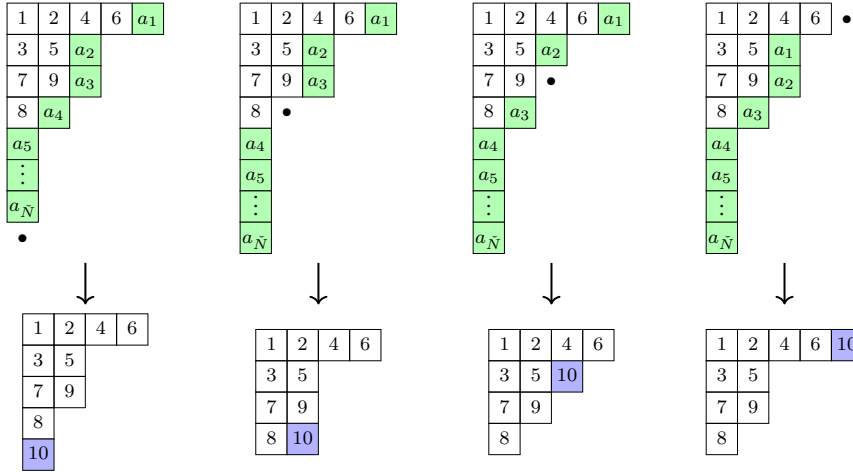 1 2 4 6 a₁ 1 2 4 6 a₁ 1 2 4 6 a₁ 1 2 4 6 •
3 5 a₂ 3 5 a₂ 3 5 a₂ 3 5 a₁
7 9 a₃ 7 9 a₃ 7 9 • 7 9 a₂
8 a₄ 8 • 8 a₃ 8 a₃
a₅ a₄ a₄ a₄
⋮ a₅ a₅ a₅
a_Ň ⋮ ⋮ ⋮
• a_Ň a_Ň a_Ň
↓ ↓ ↓ ↓
1 2 4 6 1 2 4 6 1 2 4 6 1 2 4 6 10
3 5 3 5 3 5 10 3 5
7 9 7 9 7 9 7 9
8 8 10 8 8
10